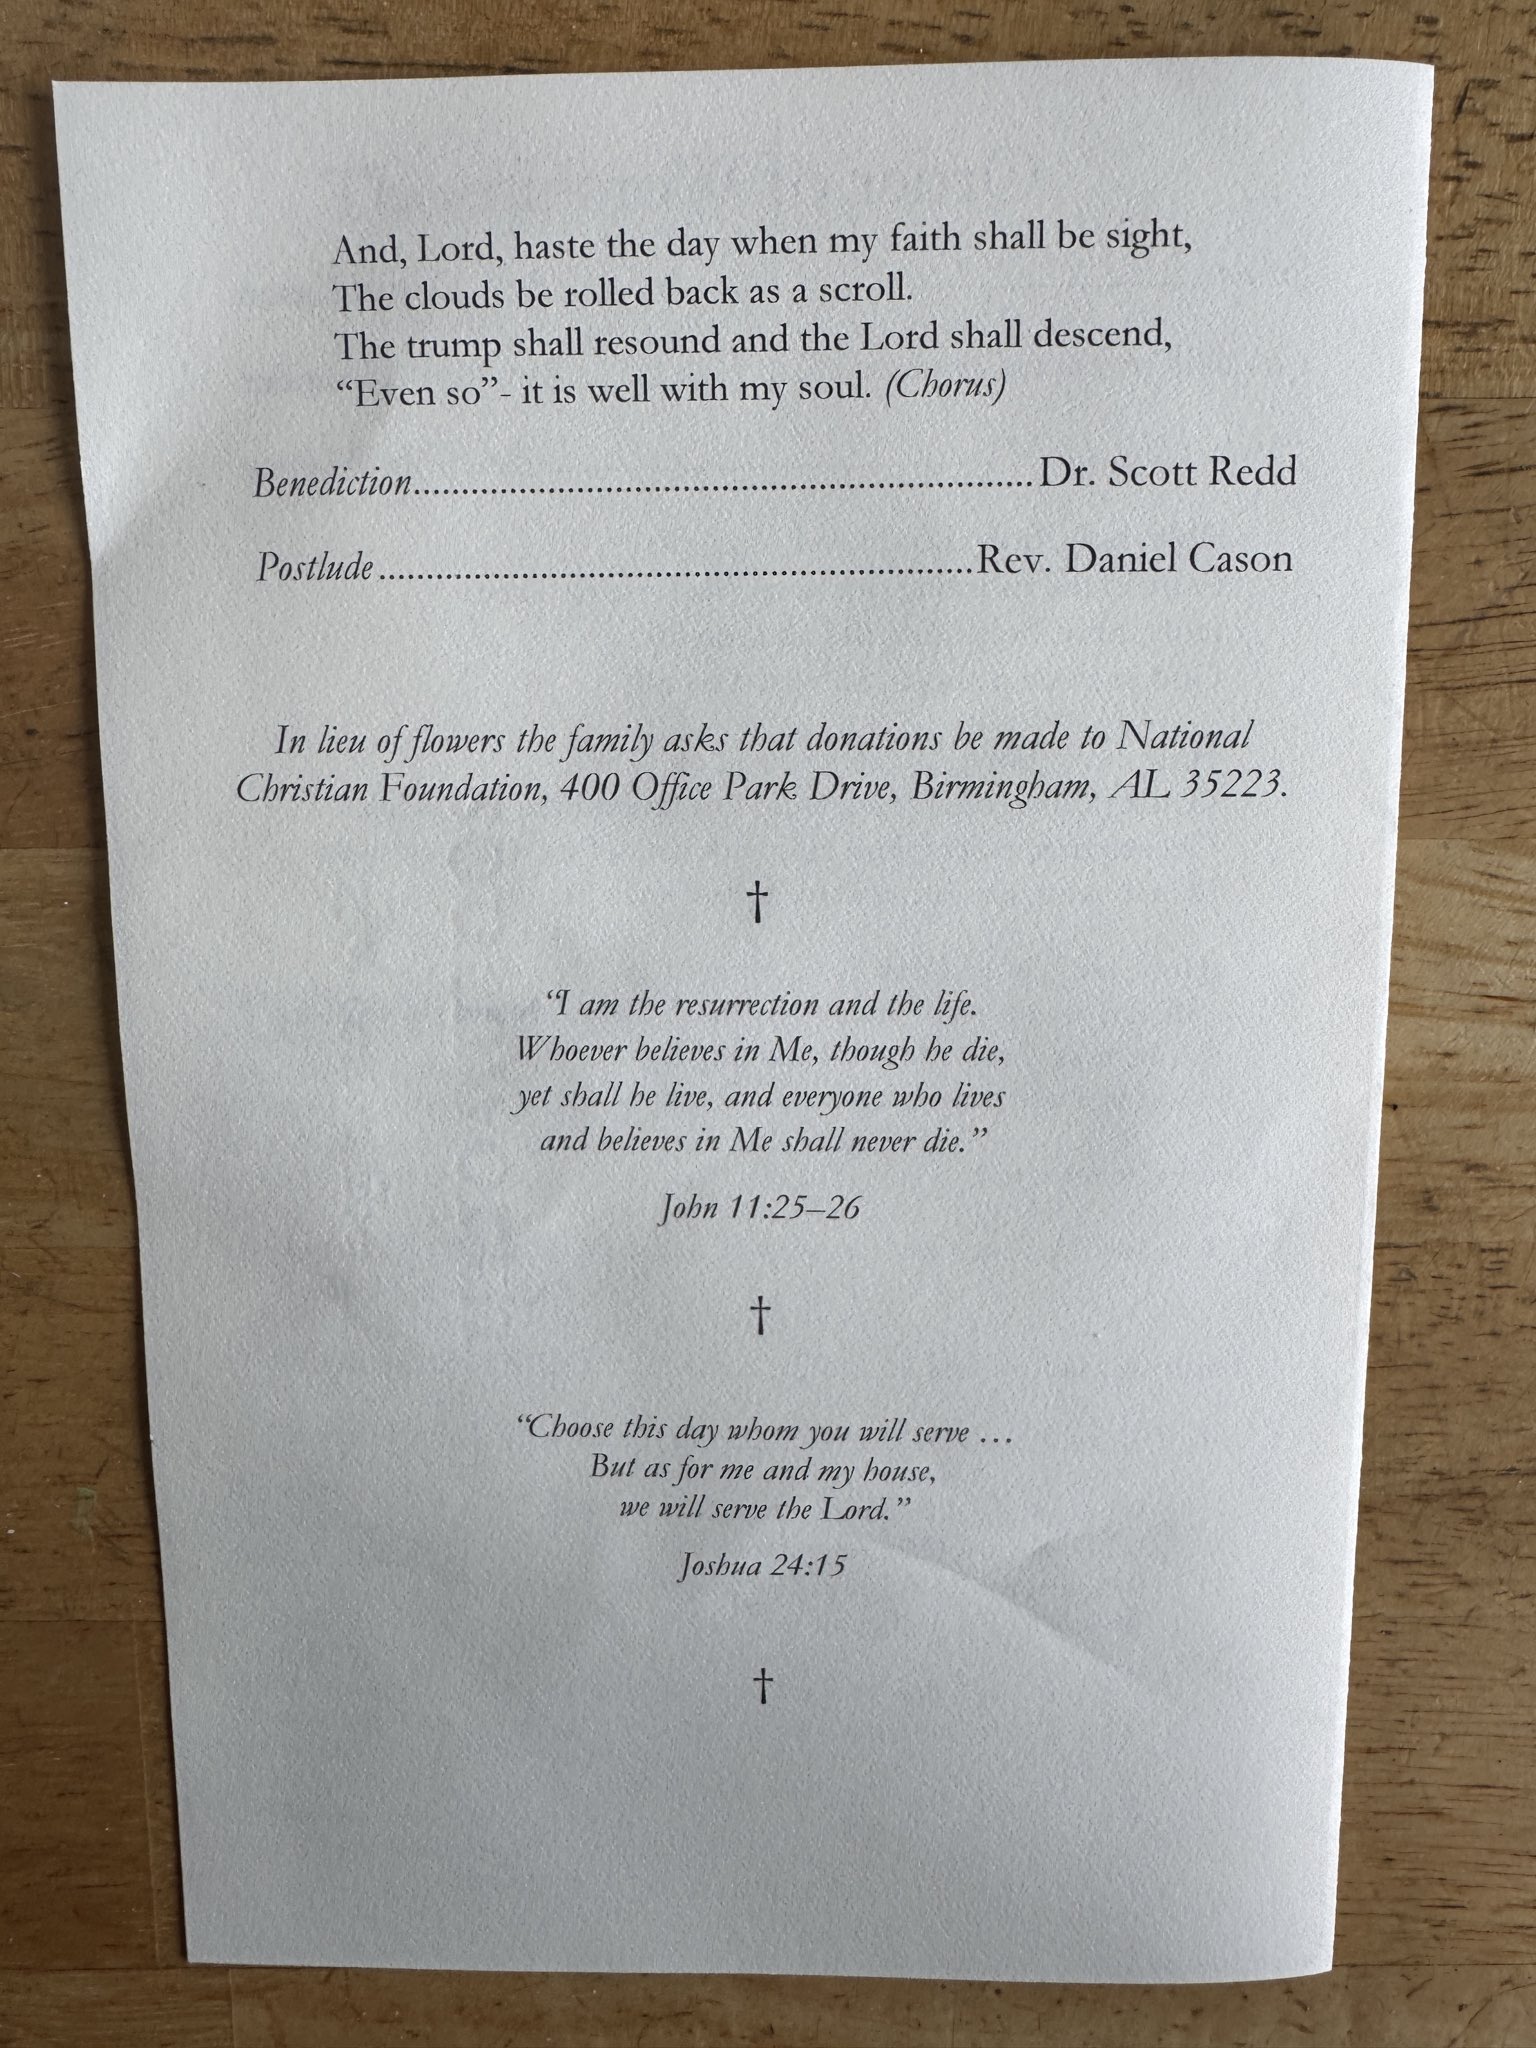 And, Lord, haste the day when my faith shall be sight,
The clouds be rolled back as a scroll.
The trump shall resound and the Lord shall descend,
“Even so”- it is well with my soul. (Chorus)
Benediction....................................................................Dr. Scott Redd
Postlude.................................................................Rev. Daniel Cason
In lieu of flowers the family asks that donations be made to National
Christian Foundation, 400 Office Park Drive, Birmingham, AL 35223.
†
“I am the resurrection and the life.
Whoever believes in Me, though he die,
yet shall he live, and everyone who lives
and believes in Me shall never die.”
John 11:25–26
†
“Choose this day whom you will serve …
But as for me and my house,
we will serve the Lord.”
Joshua 24:15
†